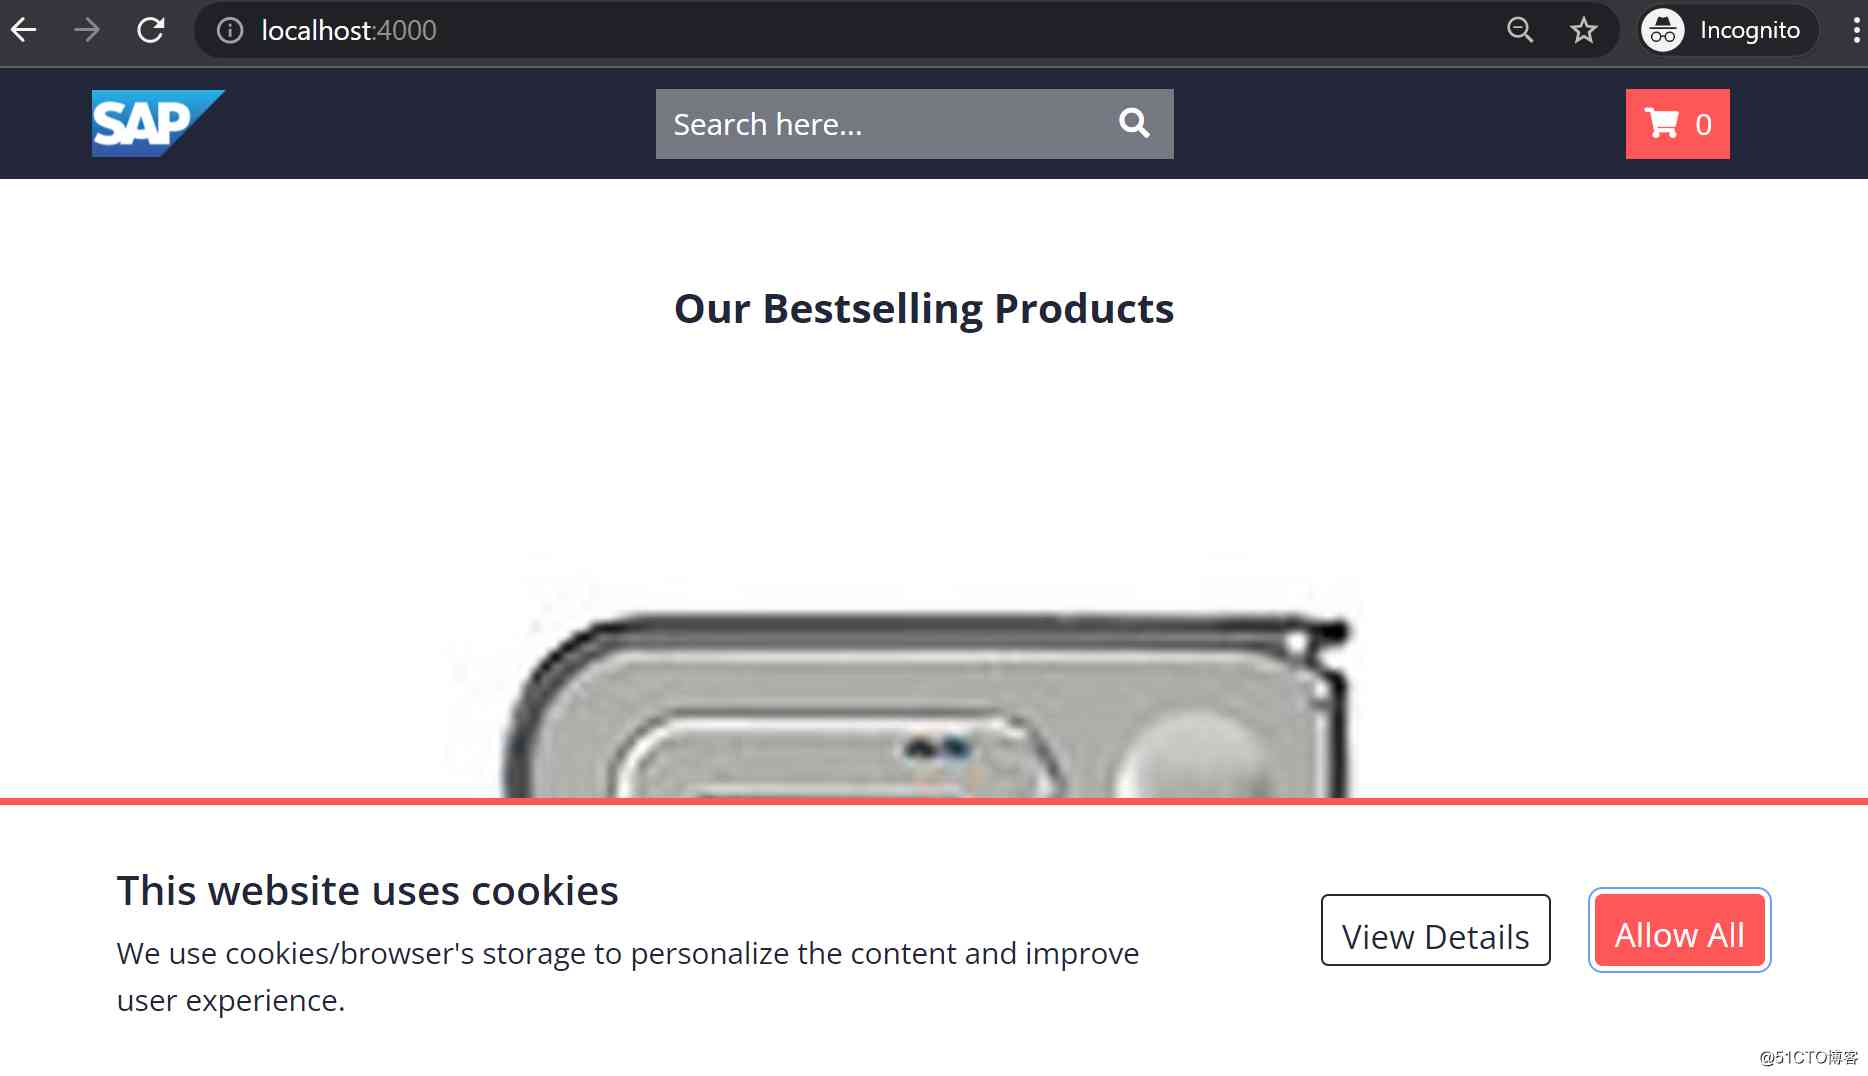 localhost:4000
Incognito
SAP
Search here...
0
Our Bestselling Products
This website uses cookies
We use cookies/browser's storage to personalize the content and improve
user experience.
View Details
Allow All
@51CTO博客